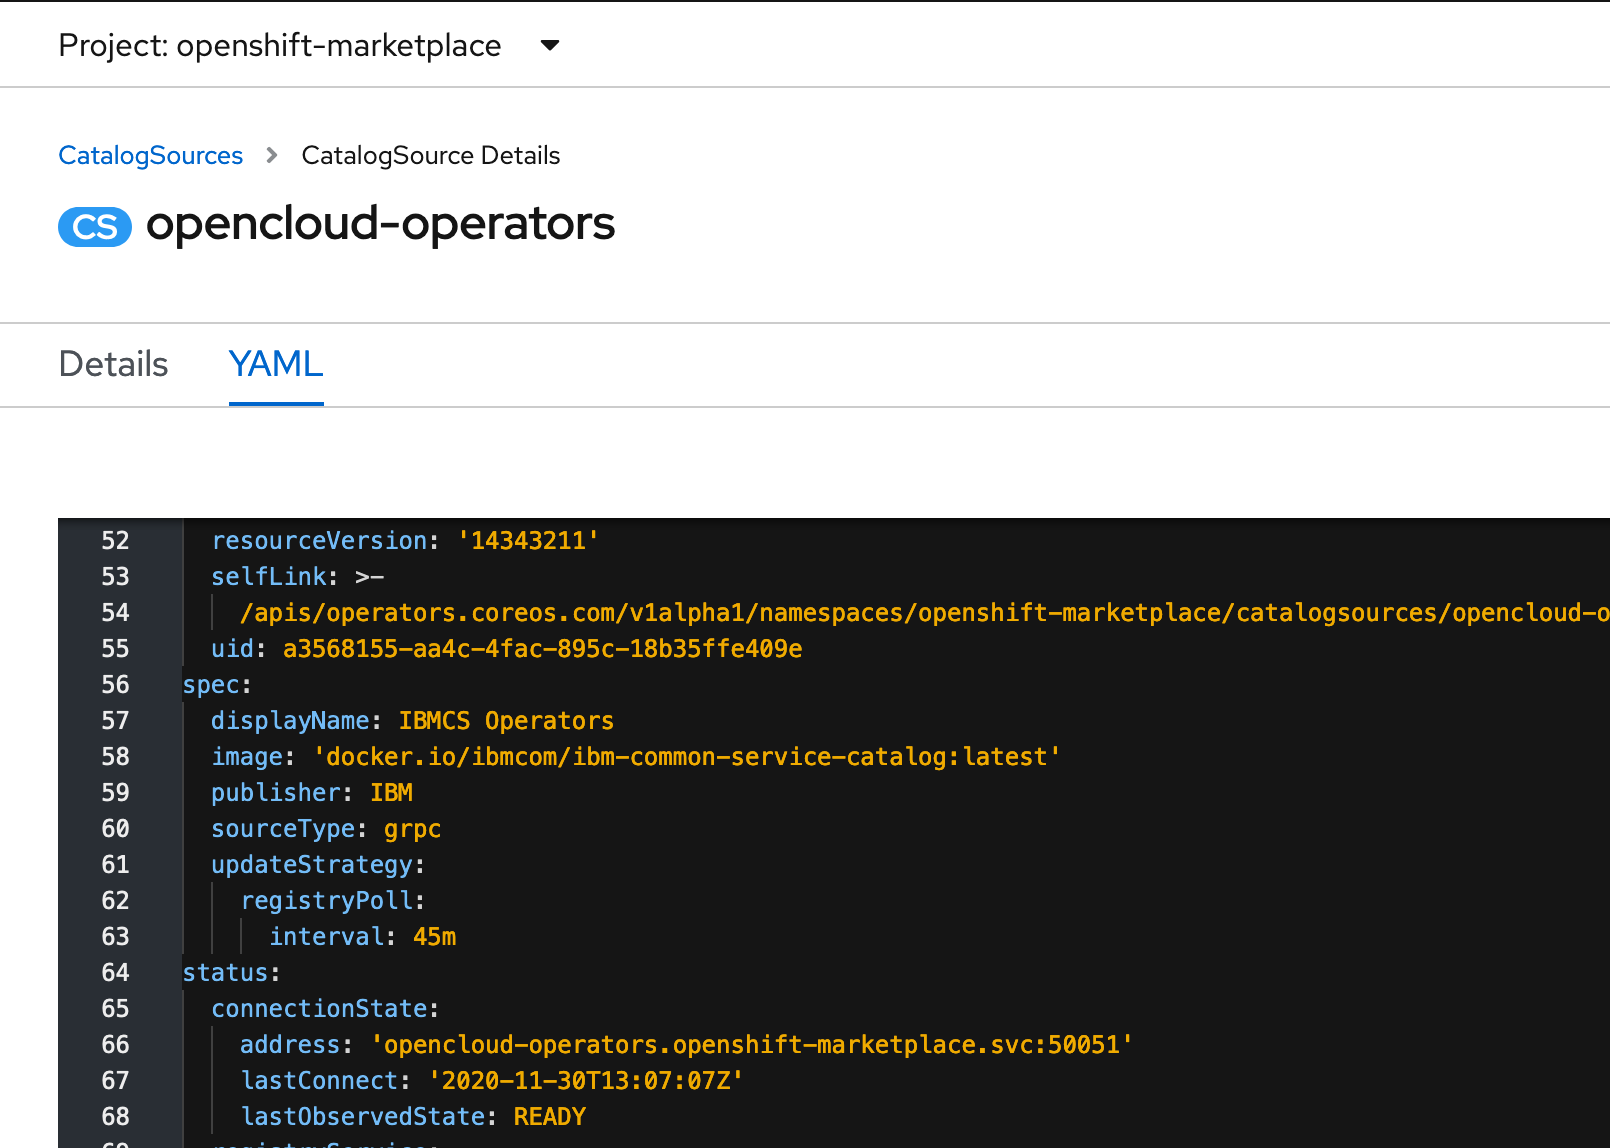 Project: openshift-marketplace
CatalogSources > CatalogSource Details
CS opencloud-operators
Details YAML
52 resourceVersion: '14343211'
53 selfLink: >-
54 /apis/operators.coreos.com/v1alpha1/namespaces/openshift-marketplace/catalogsources/opencloud-o
55 uid: a3568155-aa4c-4fac-895c-18b35ffe409e
56 spec:
57 displayName: IBMCS Operators
58 image: 'docker.io/ibmcom/ibm-common-service-catalog:latest'
59 publisher: IBM
60 sourceType: grpc
61 updateStrategy:
62 registryPoll:
63 interval: 45m
64 status:
65 connectionState:
66 address: 'opencloud-operators.openshift-marketplace.svc:50051'
67 lastConnect: '2020-11-30T13:07:07Z'
68 lastObservedState: READY